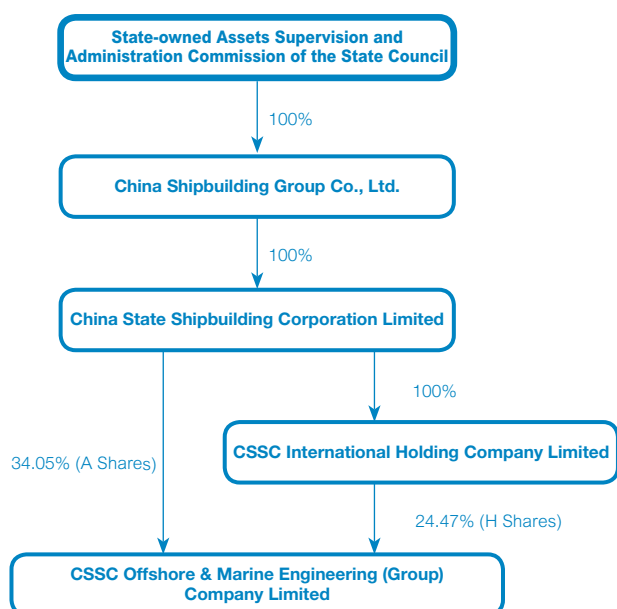 State-owned Assets Supervision and
Administration Commission of the State Council
100%
China Shipbuilding Group Co., Ltd.
100%
China State Shipbuilding Corporation Limited
100%
CSSC International Holding Company Limited
34.05% (A Shares)
24.47% (H Shares)
CSSC Offshore & Marine Engineering (Group)
Company Limited